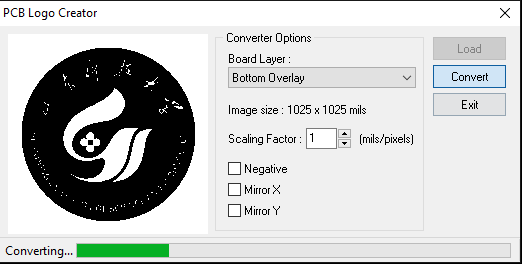 PCB Logo Creator
Converter Options
Board Layer :
Bottom Overlay
Image size : 1025 x 1025 mils
Scaling Factor : 1 (mils/pixels)
Negative
Mirror X
Mirror Y
Load
Convert
Exit
Converting...